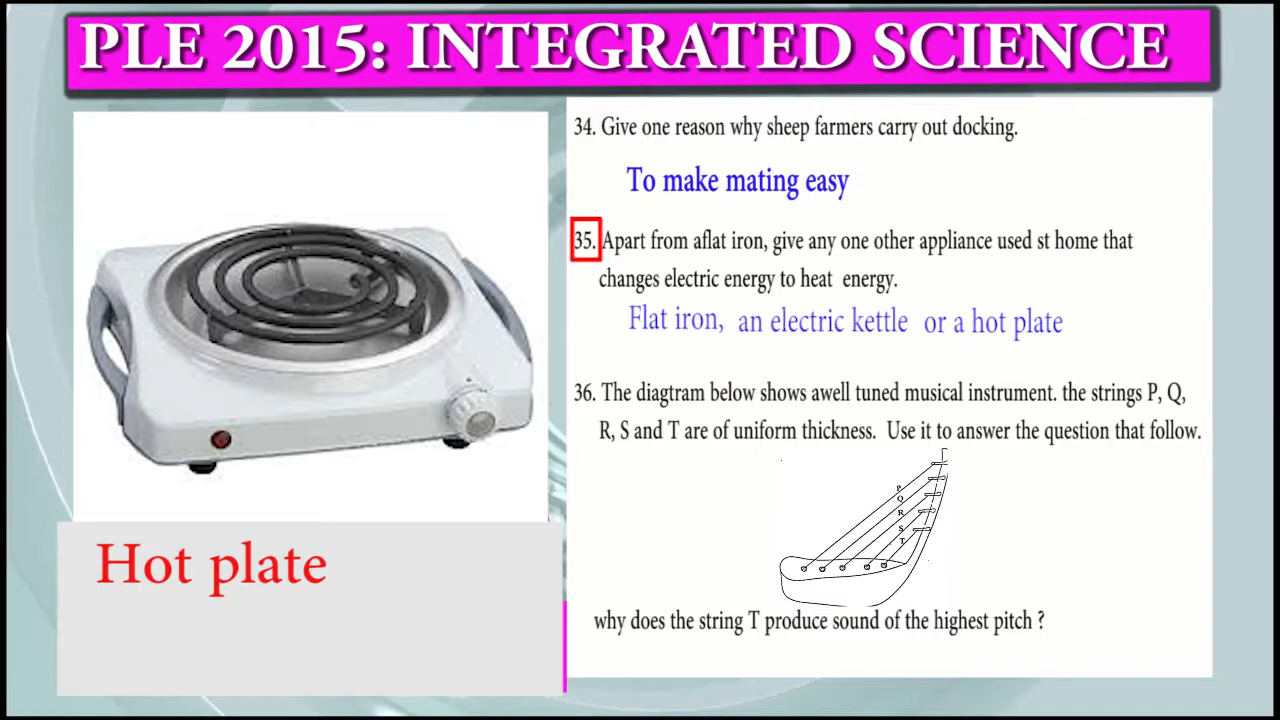 PLE 2015: INTEGRATED SCIENCE
34. Give one reason why sheep farmers carry out docking.
To make mating easy
35. Apart from aflat iron, give any one other appliance used st home that
changes electric energy to heat energy.
Flat iron, an electric kettle or a hot plate
36. The diagtram below shows awell tuned musical instrument. the strings P, Q,
R, S and T are of uniform thickness. Use it to answer the question that follow.
P
Q
R
S
T
why does the string T produce sound of the highest pitch ?
Hot plate